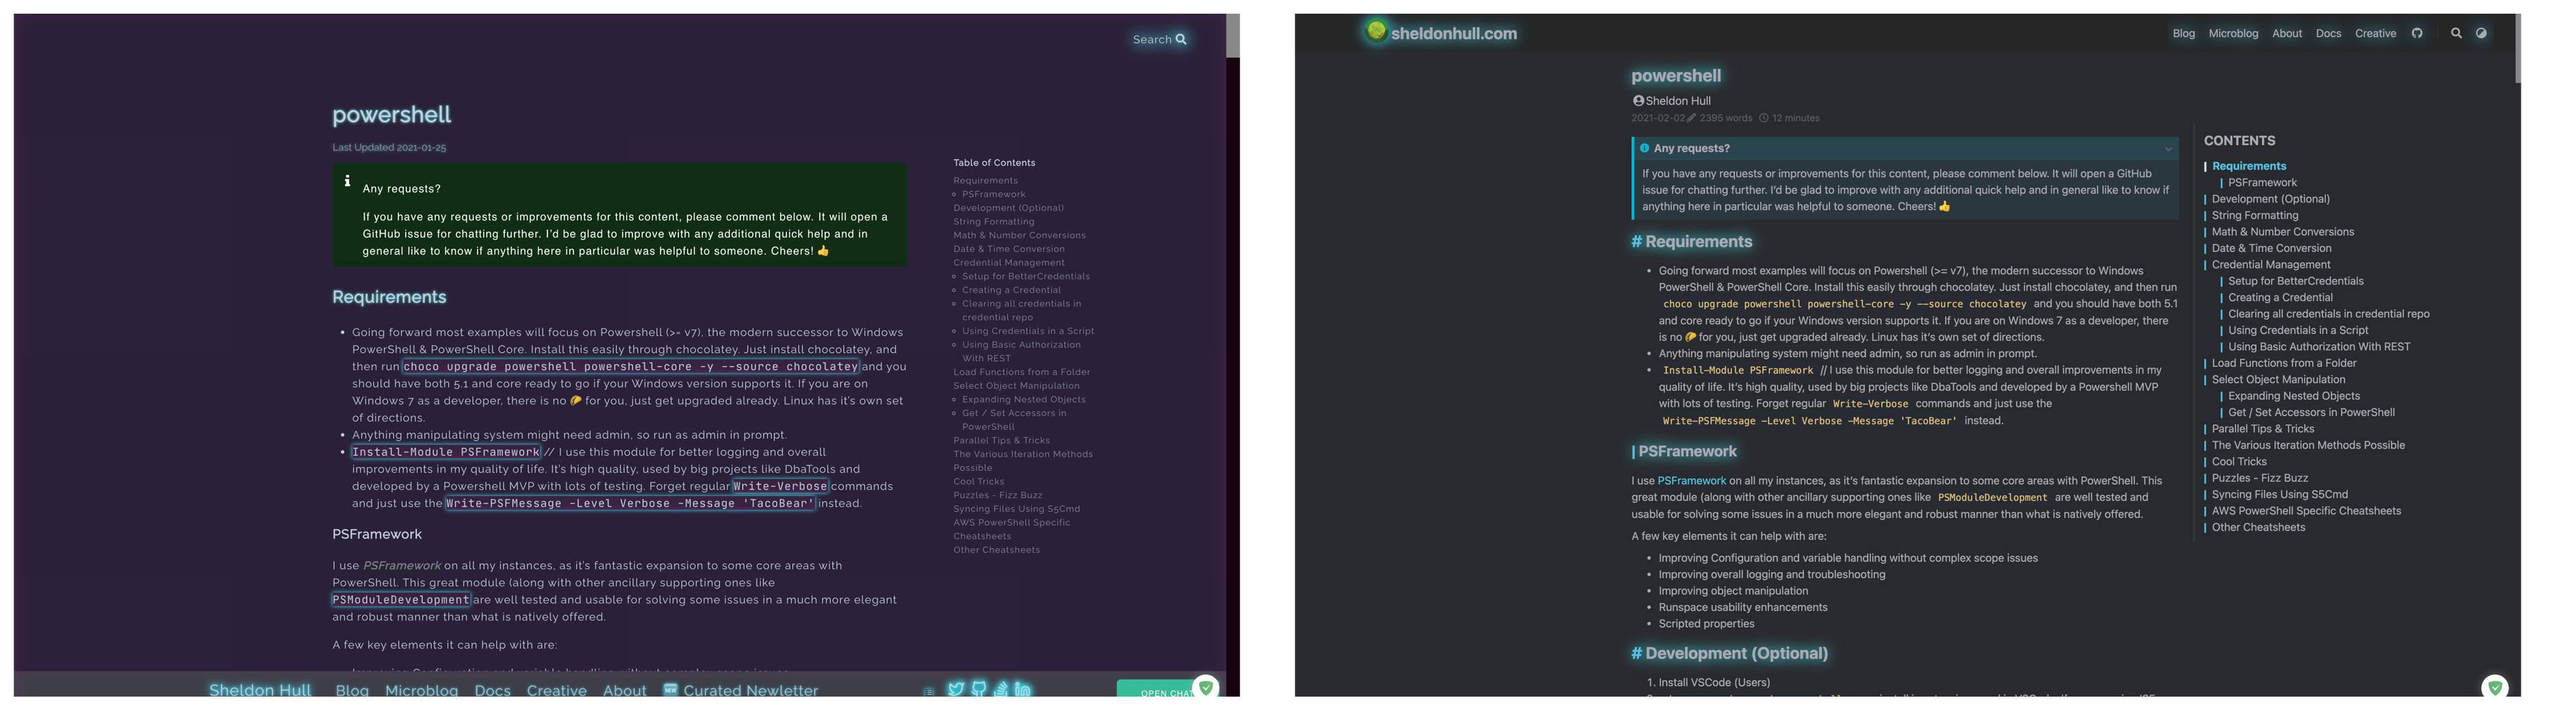 Search
powershell
Last Updated 2021-01-25
Any requests?
If you have any requests or improvements for this content, please comment below. It will open a
GitHub issue for chatting further. I'd be glad to improve with any additional quick help and in
general like to know if anything here in particular was helpful to someone. Cheers! 👍
Requirements
• Going forward most examples will focus on Powershell (>= v7), the modern successor to Windows
PowerShell & PowerShell Core. Install this easily through chocolatey. Just install chocolatey, and
then run choco upgrade powershell powershell-core -y --source chocolatey and you
should have both 5.1 and core ready to go if your Windows version supports it. If you are on
Windows 7 as a developer, there is no 🌮 for you, just get upgraded already. Linux has it's own set
of directions.
• Anything manipulating system might need admin, so run as admin in prompt.
• Install-Module PSFramework // I use this module for better logging and overall
improvements in my quality of life. It's high quality, used by big projects like DbaTools and
developed by a Powershell MVP with lots of testing. Forget regular Write-Verbose commands
and just use the Write-PSFMessage -Level Verbose -Message 'TacoBear' instead.
PSFramework
I use PSFramework on all my instances, as it's fantastic expansion to some core areas with
PowerShell. This great module (along with other ancillary supporting ones like
PSModuleDevelopment are well tested and usable for solving some issues in a much more elegant
and robust manner than what is natively offered.
A few key elements it can help with are:
Table of Contents
Requirements
PSFramework
Development (Optional)
String Formatting
Math & Number Conversions
Date & Time Conversion
Credential Management
Setup for BetterCredentials
Creating a Credential
Clearing all credentials in
credential repo
Using Credentials in a Script
Using Basic Authorization
With REST
Load Functions from a Folder
Select Object Manipulation
Expanding Nested Objects
Get / Set Accessors in
PowerShell
Parallel Tips & Tricks
The Various Iteration Methods
Possible
Cool Tricks
Puzzles - Fizz Buzz
Syncing Files Using S5Cmd
AWS PowerShell Specific
Cheatsheets
Other Cheatsheets
Sheldon Hull Blog Microblog Docs Creative About NEW Curated Newletter
OPEN CHAT
sheldonhull.com
Blog Microblog About Docs Creative
powershell
Sheldon Hull
2021-02-02 2395 words 12 minutes
Any requests?
If you have any requests or improvements for this content, please comment below. It will open a GitHub
issue for chatting further. I'd be glad to improve with any additional quick help and in general like to know if
anything here in particular was helpful to someone. Cheers! 👍
# Requirements
• Going forward most examples will focus on Powershell (>= v7), the modern successor to Windows
PowerShell & PowerShell Core. Install this easily through chocolatey. Just install chocolatey, and then run
choco upgrade powershell powershell-core -y --source chocolatey and you should have both 5.1
and core ready to go if your Windows version supports it. If you are on Windows 7 as a developer, there
is no 🌮 for you, just get upgraded already. Linux has it's own set of directions.
• Anything manipulating system might need admin, so run as admin in prompt.
• Install-Module PSFramework // I use this module for better logging and overall improvements in my
quality of life. It's high quality, used by big projects like DbaTools and developed by a Powershell MVP
with lots of testing. Forget regular Write-Verbose commands and just use the
Write-PSFMessage -Level Verbose -Message 'TacoBear' instead.
| PSFramework
I use PSFramework on all my instances, as it's fantastic expansion to some core areas with PowerShell. This
great module (along with other ancillary supporting ones like PSModuleDevelopment are well tested and
usable for solving some issues in a much more elegant and robust manner than what is natively offered.
A few key elements it can help with are:
• Improving Configuration and variable handling without complex scope issues
• Improving overall logging and troubleshooting
• Improving object manipulation
• Runspace usability enhancements
• Scripted properties
# Development (Optional)
1. Install VSCode (Users)
CONTENTS
Requirements
PSFramework
Development (Optional)
String Formatting
Math & Number Conversions
Date & Time Conversion
Credential Management
Setup for BetterCredentials
Creating a Credential
Clearing all credentials in credential repo
Using Credentials in a Script
Using Basic Authorization With REST
Load Functions from a Folder
Select Object Manipulation
Expanding Nested Objects
Get / Set Accessors in PowerShell
Parallel Tips & Tricks
The Various Iteration Methods Possible
Cool Tricks
Puzzles - Fizz Buzz
Syncing Files Using S5Cmd
AWS PowerShell Specific Cheatsheets
Other Cheatsheets